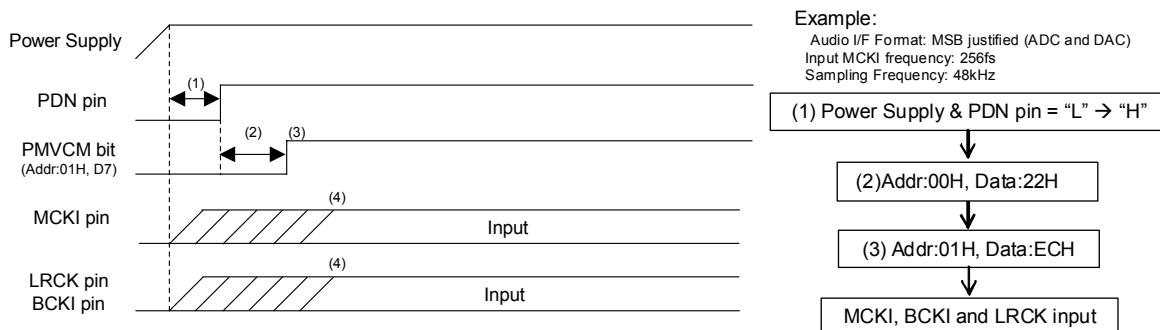 Power Supply
(1)
PDN pin
(2)
(3)
PMVCM bit
(Addr:01H, D7)
(4)
MCKI pin
Input
(4)
LRCK pin
BCKI pin
Input
Example:
Audio I/F Format: MSB justified (ADC and DAC)
Input MCKI frequency: 256fs
Sampling Frequency: 48kHz
(1) Power Supply & PDN pin = “L” → “H”
(2)Addr:00H, Data:22H
(3) Addr:01H, Data:ECH
MCKI, BCKI and LRCK input